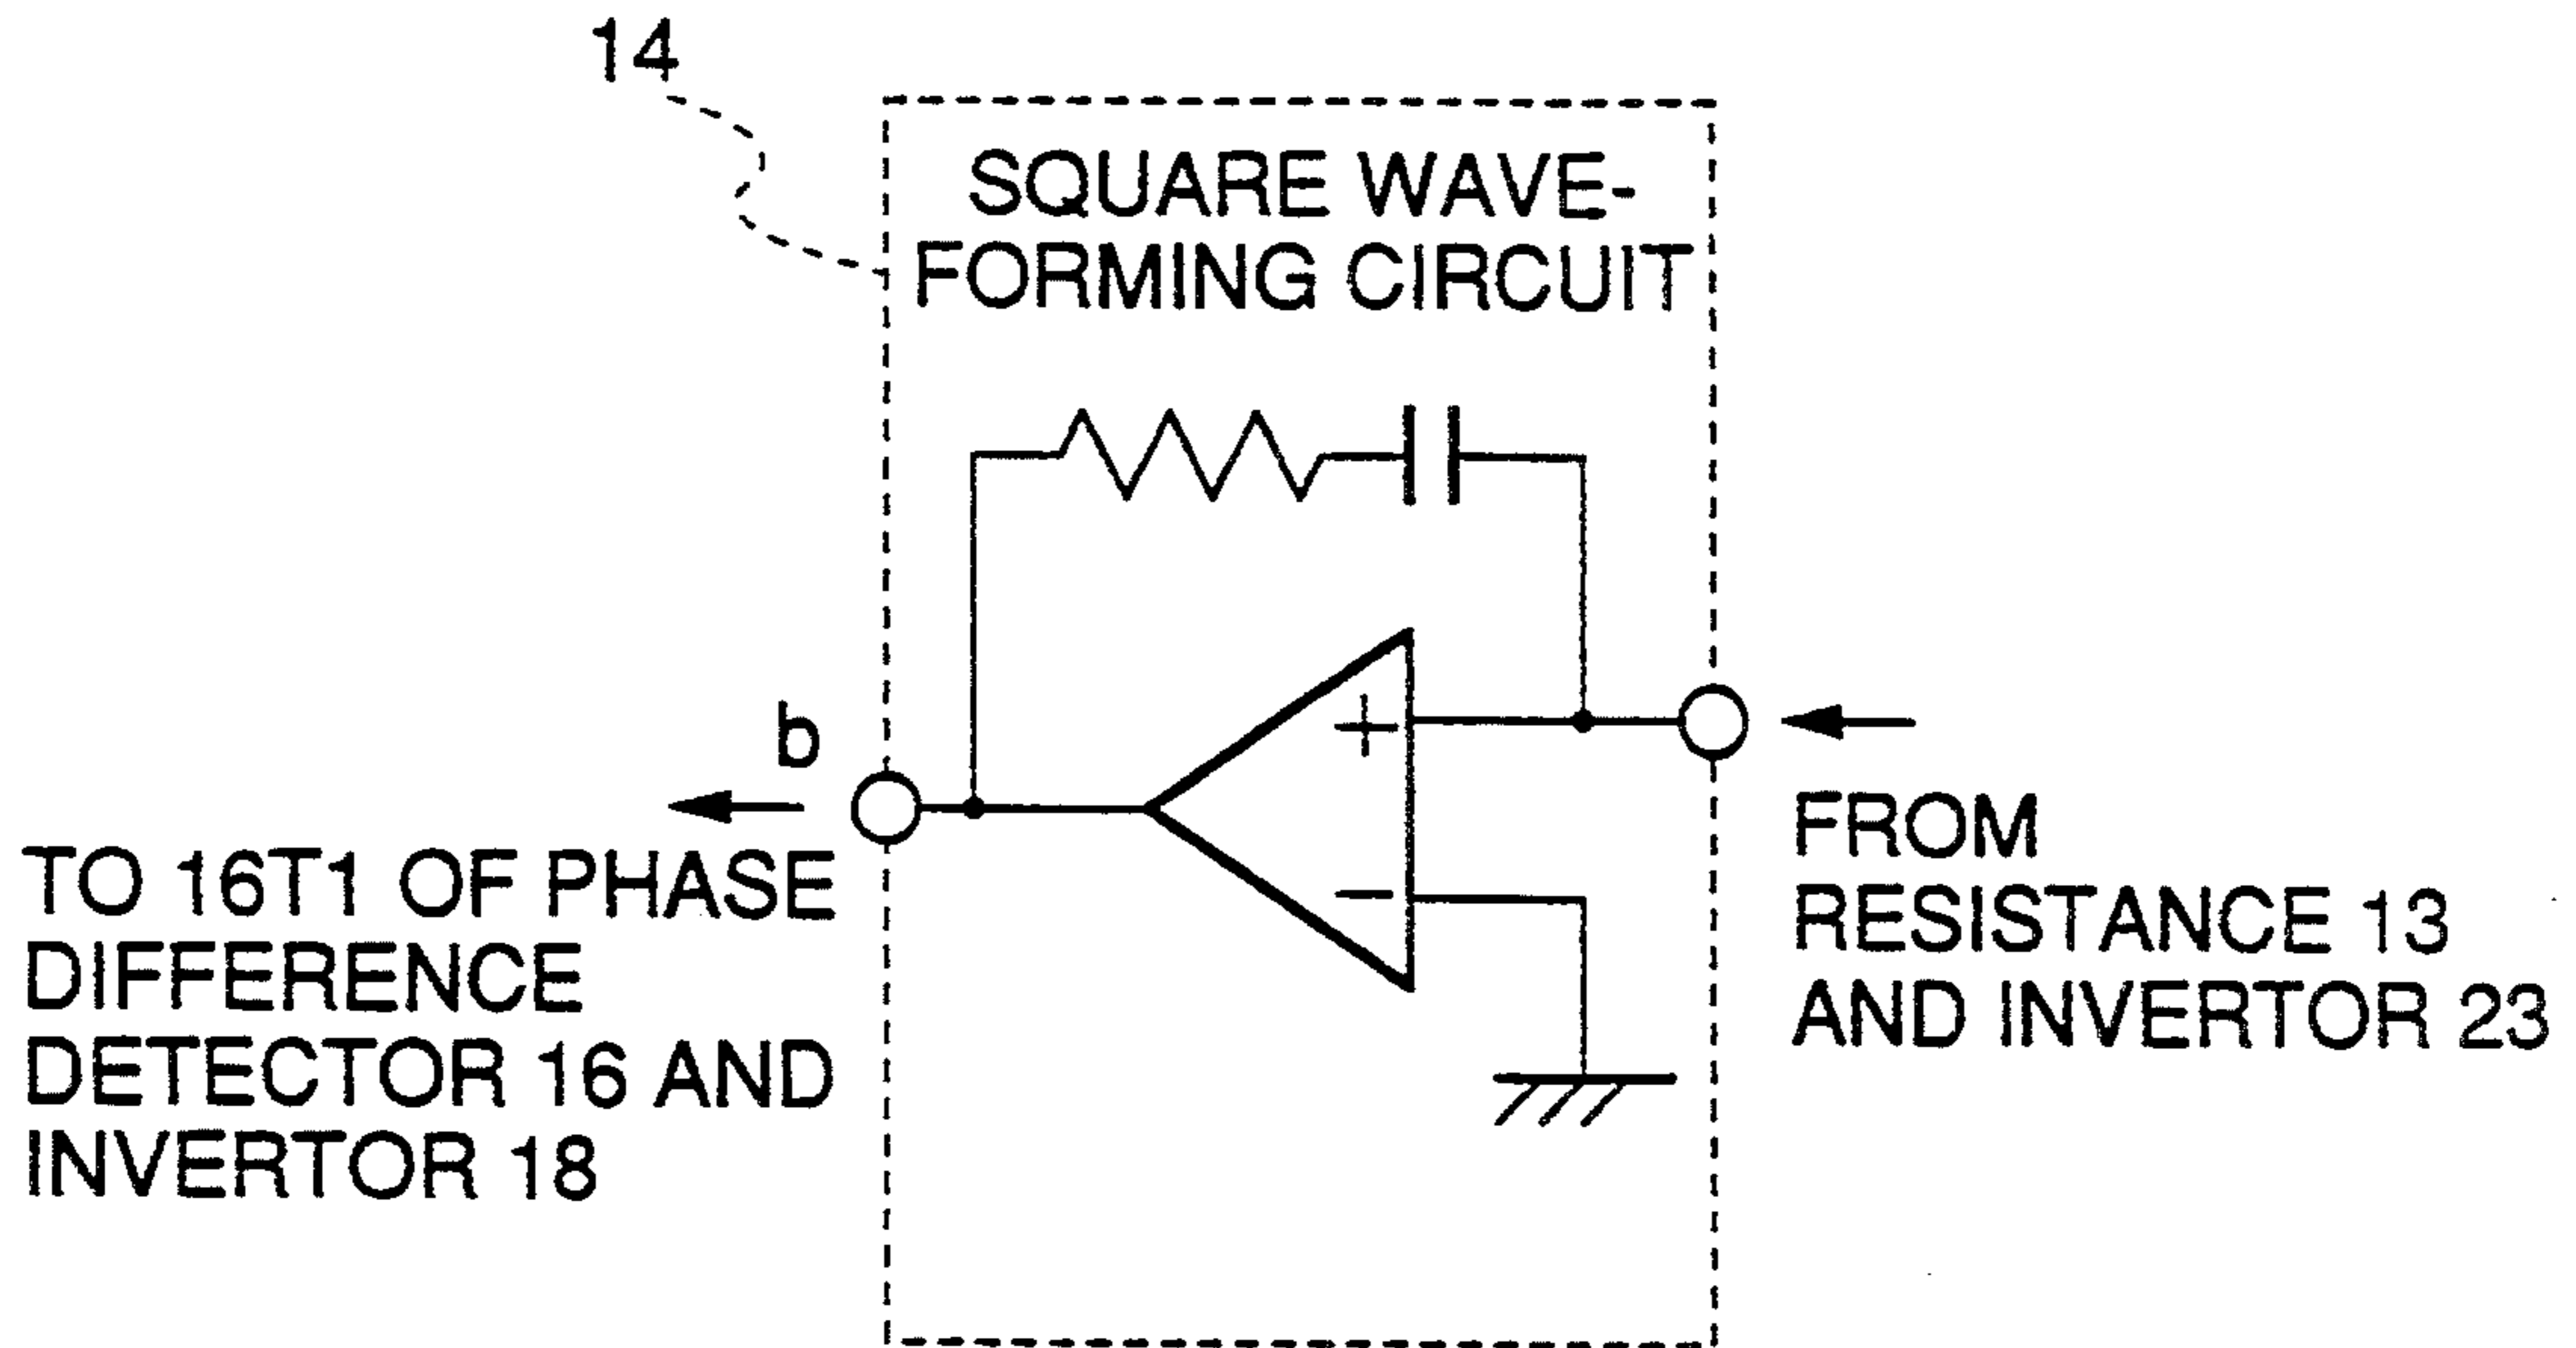 14
SQUARE WAVE-
FORMING CIRCUIT
+
−
b
TO 16T1 OF PHASE
DIFFERENCE
DETECTOR 16 AND
INVERTOR 18
FROM
RESISTANCE 13
AND INVERTOR 23